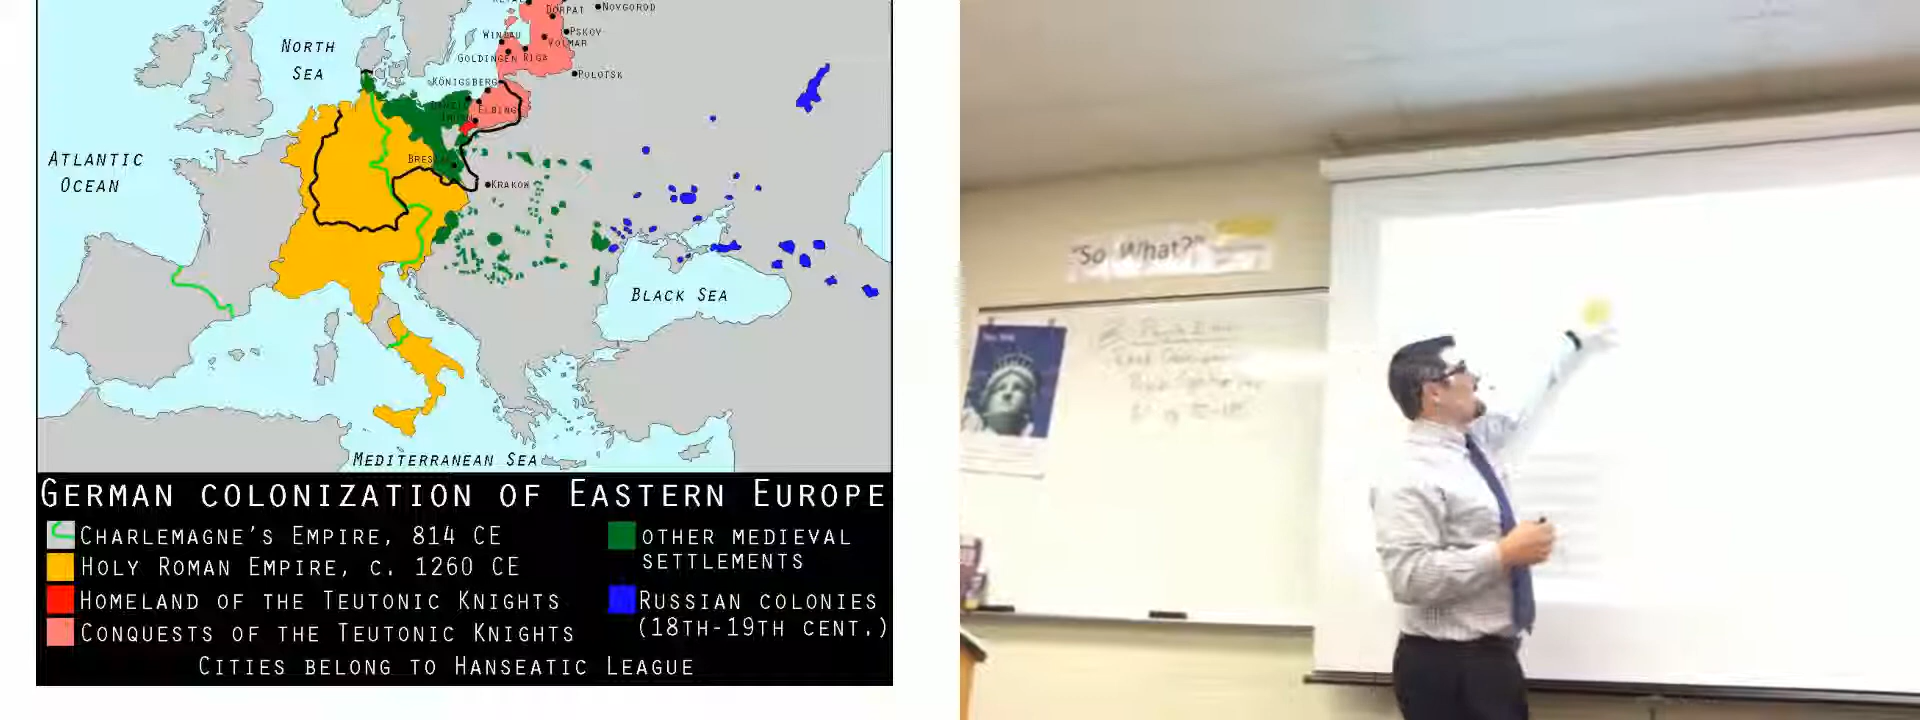 NOVGOROD
DORPAT
PSKOV
WINDAU
VOLMAR
NORTH
SEA
GOLDINGEN RIGA
POLOTSK
KÖNIGSBERG
ELBING
ATLANTIC
OCEAN
KRAKOW
BLACK SEA
MEDITERRANEAN SEA
GERMAN COLONIZATION OF EASTERN EUROPE
CHARLEMAGNE'S EMPIRE, 814 CE
HOLY ROMAN EMPIRE, C. 1260 CE
HOMELAND OF THE TEUTONIC KNIGHTS
CONQUESTS OF THE TEUTONIC KNIGHTS
OTHER MEDIEVAL
SETTLEMENTS
RUSSIAN COLONIES
(18TH-19TH CENT.)
CITIES BELONG TO HANSEATIC LEAGUE
"So What?"